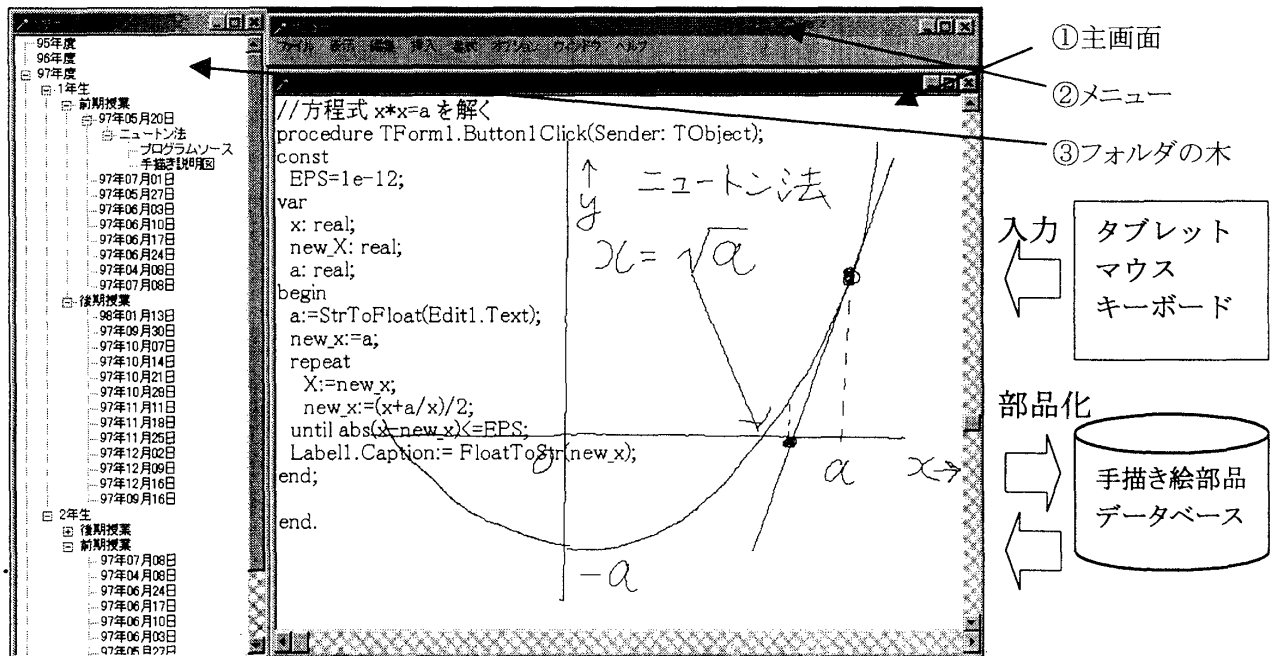 95年度
96年度
97年度
1年生
前期授業
97年05月20日
ニュートン法
プログラムソース
手描き説明図
97年07月01日
97年05月27日
97年06月03日
97年06月10日
97年06月17日
97年06月24日
97年04月08日
97年07月08日
後期授業
98年01月13日
97年09月30日
97年10月07日
97年10月14日
97年10月21日
97年10月28日
97年11月11日
97年11月18日
97年11月25日
97年12月02日
97年12月09日
97年12月16日
97年09月16日
2年生
後期授業
前期授業
97年07月08日
97年04月08日
97年06月24日
97年06月17日
97年06月10日
97年06月03日
97年05月27日
ファイル 表示 編集 挿入 選択 オプション ウィンドウ ヘルプ
//方程式 x*x=a を解く
procedure TForm1.Button1Click(Sender: TObject);
const
EPS=1e-12;
var
x: real;
new_X: real;
a: real;
begin
a:=StrToFloat(Edit1.Text);
new_x:=a;
repeat
X:=new_x;
new_x:=(x+a/x)/2;
until abs(x-new_x)<=EPS;
Label1.Caption:= FloatToStr(new_x);
end;
end.
↑
y
ニュートン法
x=√a
0
a
x→
-a
①主画面
②メニュー
③フォルダの木
入力
タブレット
マウス
キーボード
部品化
手描き絵部品
データベース